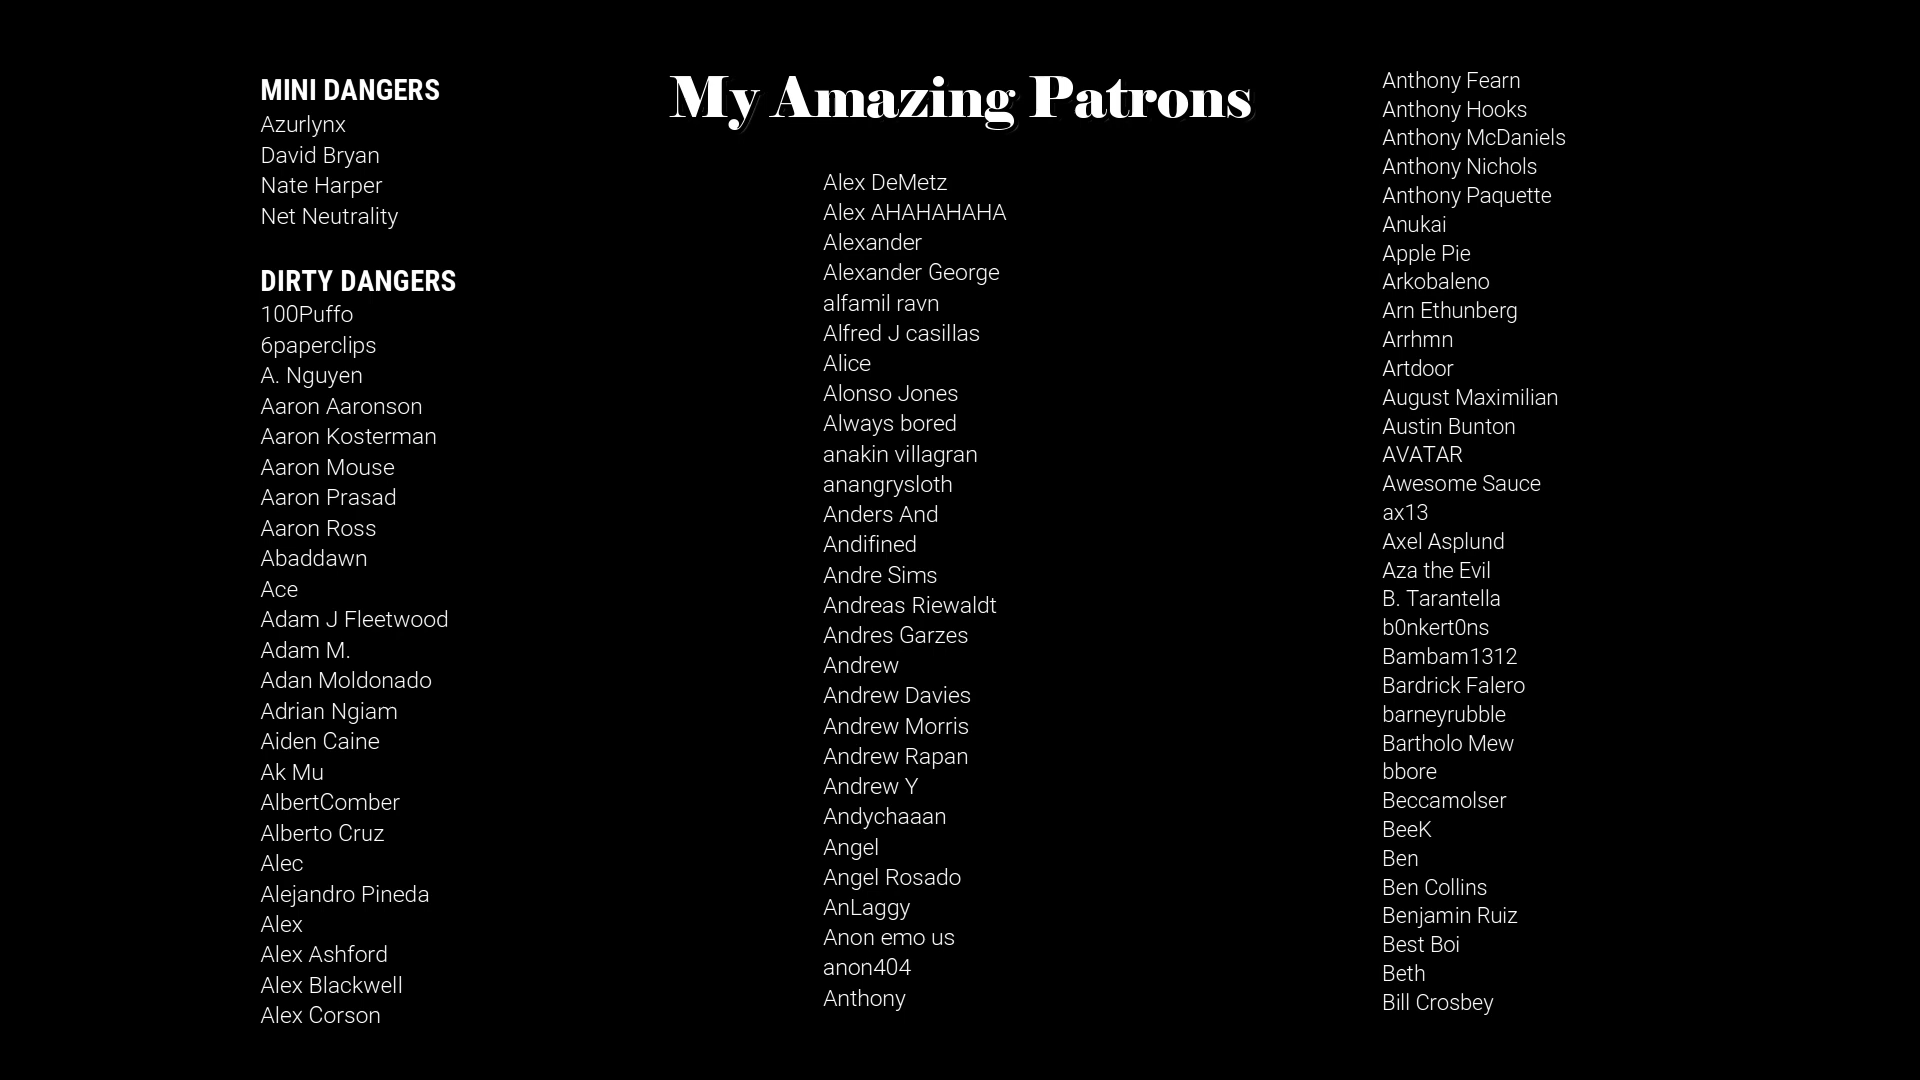 My Amazing Patrons
MINI DANGERS
Azurlynx
David Bryan
Nate Harper
Net Neutrality
DIRTY DANGERS
100Puffo
6paperclips
A. Nguyen
Aaron Aaronson
Aaron Kosterman
Aaron Mouse
Aaron Prasad
Aaron Ross
Abaddawn
Ace
Adam J Fleetwood
Adam M.
Adan Moldonado
Adrian Ngiam
Aiden Caine
Ak Mu
AlbertComber
Alberto Cruz
Alec
Alejandro Pineda
Alex
Alex Ashford
Alex Blackwell
Alex Corson
Alex DeMetz
Alex AHAHAHAHA
Alexander
Alexander George
alfamil ravn
Alfred J casillas
Alice
Alonso Jones
Always bored
anakin villagran
anangrysloth
Anders And
Andifined
Andre Sims
Andreas Riewaldt
Andres Garzes
Andrew
Andrew Davies
Andrew Morris
Andrew Rapan
Andrew Y
Andychaaan
Angel
Angel Rosado
AnLaggy
Anon emo us
anon404
Anthony
Anthony Fearn
Anthony Hooks
Anthony McDaniels
Anthony Nichols
Anthony Paquette
Anukai
Apple Pie
Arkobaleno
Arn Ethunberg
Arrhmn
Artdoor
August Maximilian
Austin Bunton
AVATAR
Awesome Sauce
ax13
Axel Asplund
Aza the Evil
B. Tarantella
b0nkert0ns
Bambam1312
Bardrick Falero
barneyrubble
Bartholo Mew
bbore
Beccamolser
BeeK
Ben
Ben Collins
Benjamin Ruiz
Best Boi
Beth
Bill Crosbey